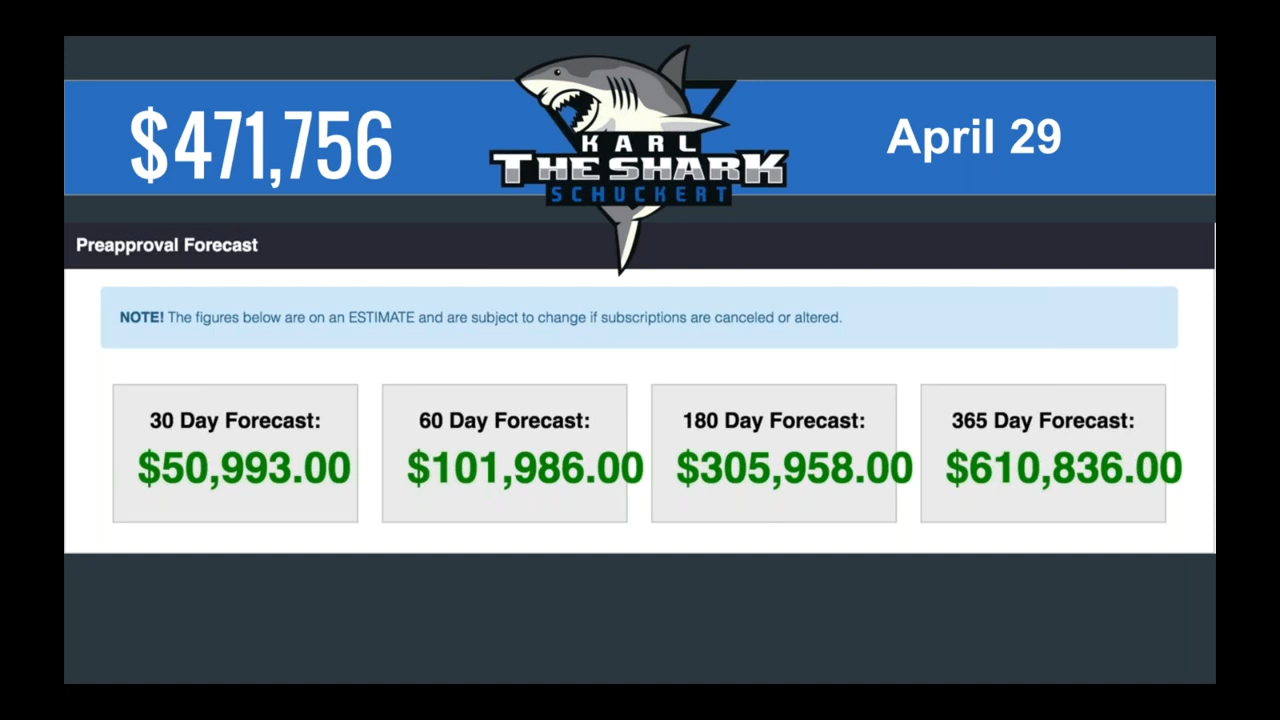 $471,756
KARL
THE SHARK
SCHUCKERT
April 29
Preapproval Forecast
NOTE! The figures below are on an ESTIMATE and are subject to change if subscriptions are canceled or altered.
30 Day Forecast:
$50,993.00
60 Day Forecast:
$101,986.00
180 Day Forecast:
$305,958.00
365 Day Forecast:
$610,836.00